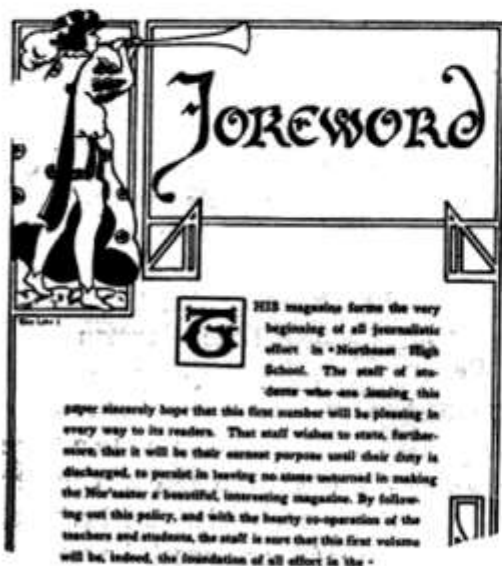 Foreword
THIS magazine forms the very
beginning of all journalistic
effort in Northeast High
School. The staff of stu-
dents who are issuing this
paper sincerely hope that this first number will be pleasing in
every way to its readers. That staff wishes to state, further-
more, that it will be their earnest purpose until their duty is
discharged, to persist in leaving no stone unturned in making
the Nor'easter a beautiful, interesting magazine. By follow-
ing out this policy, and with the hearty co-operation of the
teachers and students, the staff is sure that this first volume
will be, indeed, the foundation of all effort in the